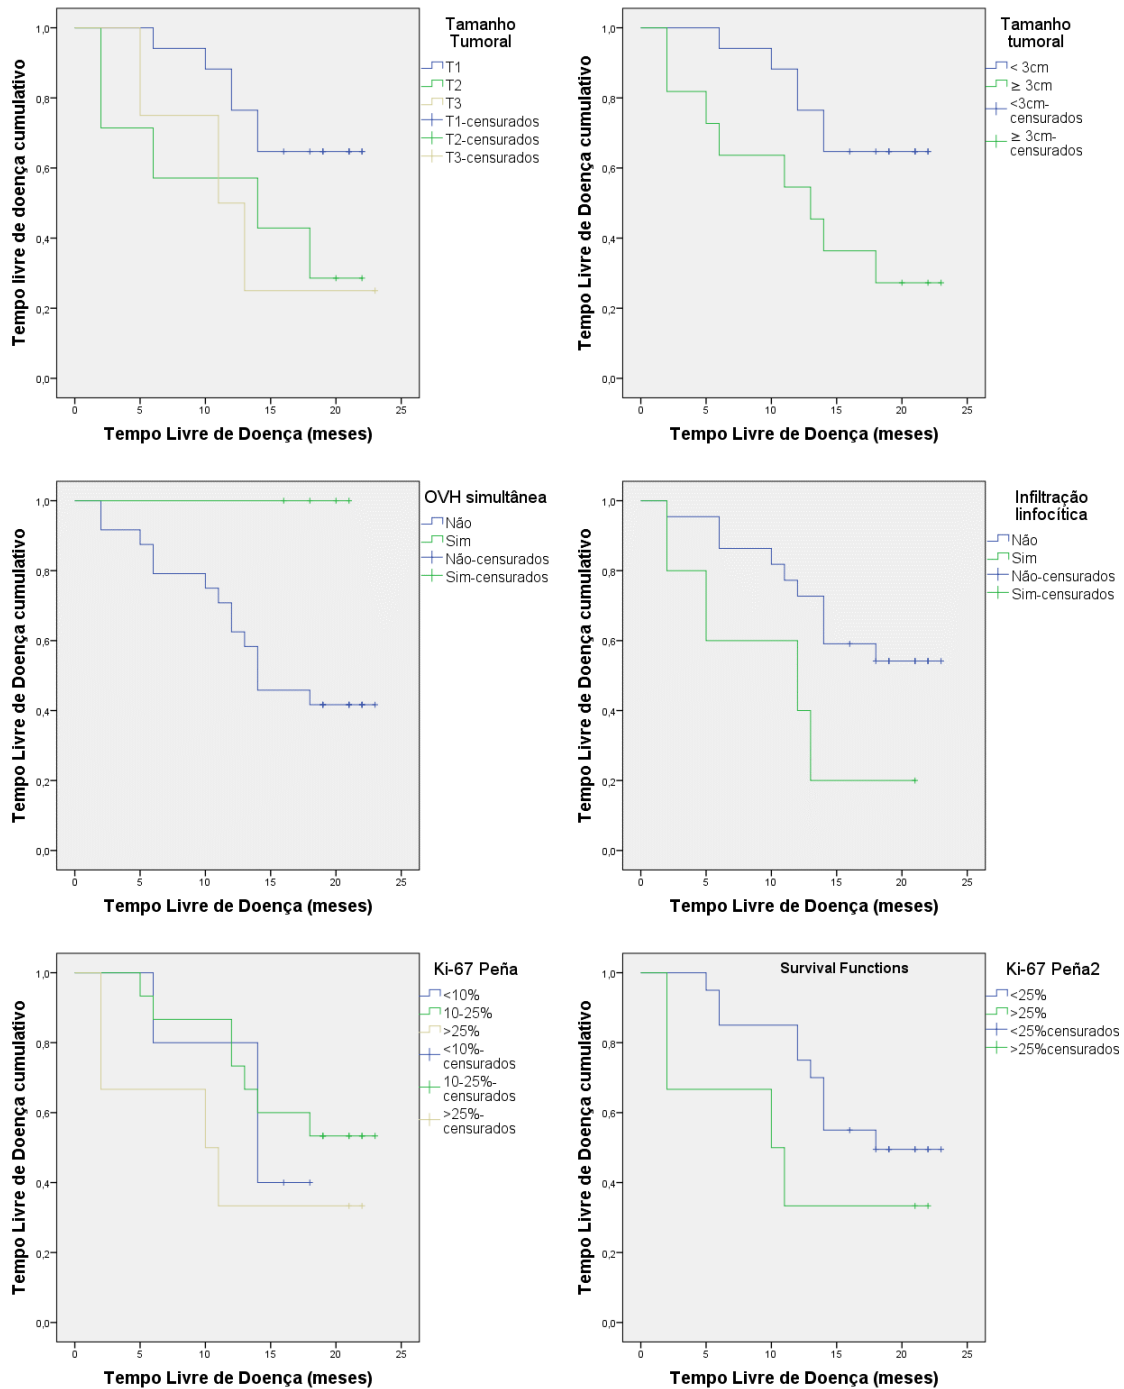 Tamanho
Tumoral
T1
T2
T3
T1-censurados
T2-censurados
T3-censurados
1,0
0,8
0,6
0,4
0,2
0,0
0
5
10
15
20
25
Tempo livre de doença cumulativo
Tempo Livre de Doença (meses)
Tamanho
tumoral
< 3cm
≥ 3cm
<3cm-
censurados
≥ 3cm-
censurados
1,0
0,8
0,6
0,4
0,2
0,0
0
5
10
15
20
25
Tempo Livre de Doença cumulativo
Tempo Livre de Doença (meses)
OVH simultânea
Não
Sim
Não-censurados
Sim-censurados
1,0
0,8
0,6
0,4
0,2
0,0
0
5
10
15
20
25
Tempo Livre de Doença cumulativo
Tempo Livre de Doença (meses)
Infiltração
linfocítica
Não
Sim
Não-censurados
Sim-censurados
1,0
0,8
0,6
0,4
0,2
0,0
0
5
10
15
20
25
Tempo Livre de Doença cumulativo
Tempo Livre de Doença (meses)
Ki-67 Peña
<10%
10-25%
>25%
<10%-
censurados
10-25%-
censurados
>25%-
censurados
1,0
0,8
0,6
0,4
0,2
0,0
0
5
10
15
20
25
Tempo Livre de Doença cumulativo
Tempo Livre de Doença (meses)
Survival Functions
Ki-67 Peña2
<25%
>25%
<25%censurados
>25%censurados
1,0
0,8
0,6
0,4
0,2
0,0
0
5
10
15
20
25
Tempo Livre de Doença cumulativo
Tempo Livre de Doença (meses)